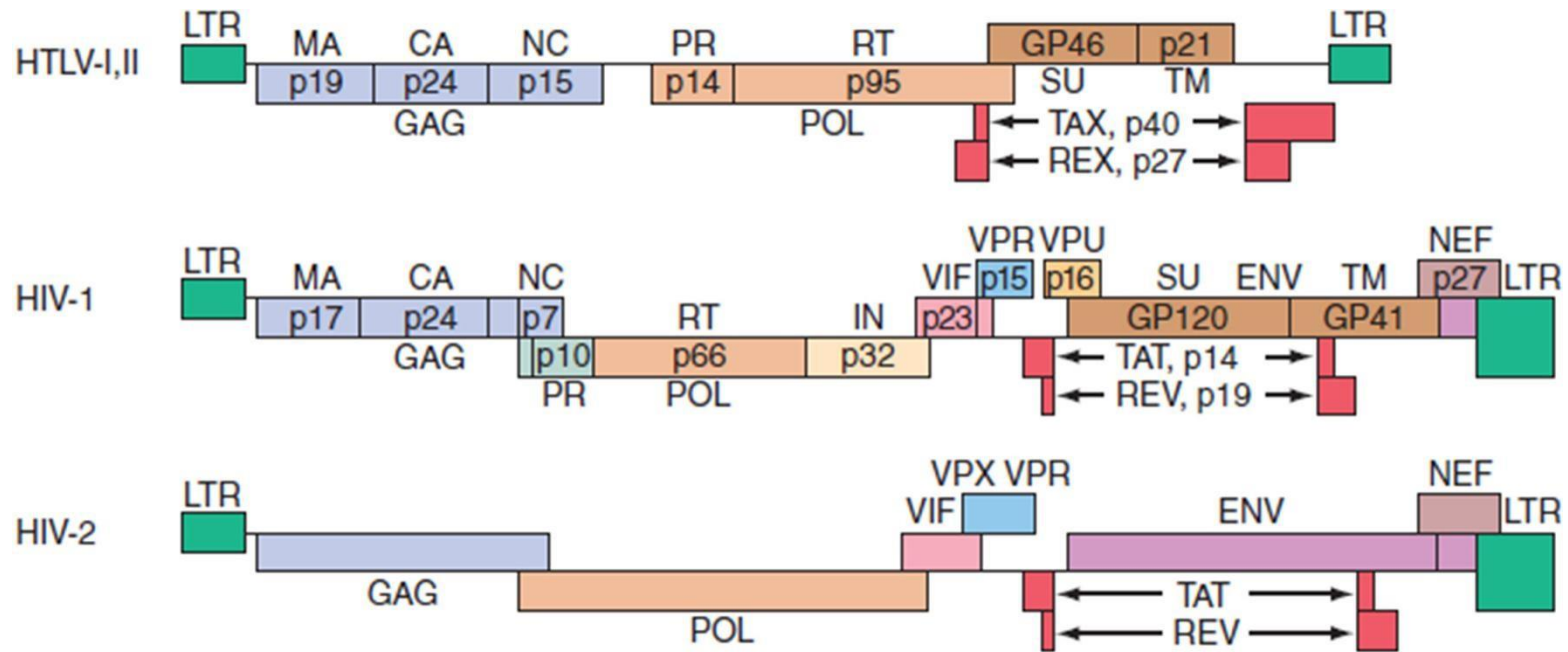 LTR LTR
MA CA NC PR RT GP46 p21
HTLV-I,II
p19 p24 p15 p14 p95 SU TM
GAG POL TAX, p40
REX, p27
VPR VPU NEF
LTR MA CA NC VIF p15 p16 SU ENV TM p27 LTR
HIV-1
p17 p24 p7 RT IN p23 GP120 GP41
GAG p10 p66 p32 TAT, p14
PR POL REV, p19
VPX VPR NEF
LTR VIF ENV LTR
HIV-2
GAG TAT
POL REV